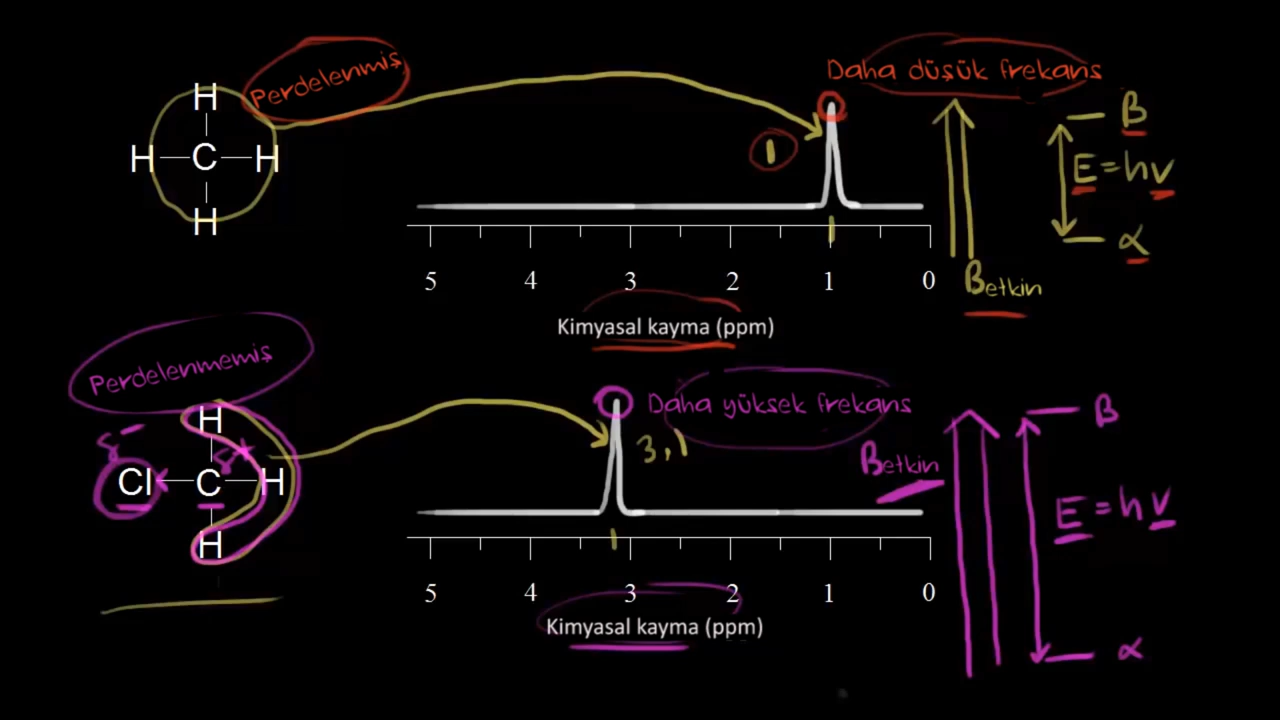 Perdelenmiş
Daha düşük frekans
H
H C H
H
1
B
E = hν
α
Betkin
5 4 3 2 1 0
Kimyasal kayma (ppm)
Perdelenmemiş
Daha yüksek frekans
3,1
H
δ- δ+
Cl C H
H
Betkin
β
E = hν
α
5 4 3 2 1 0
Kimyasal kayma (ppm)